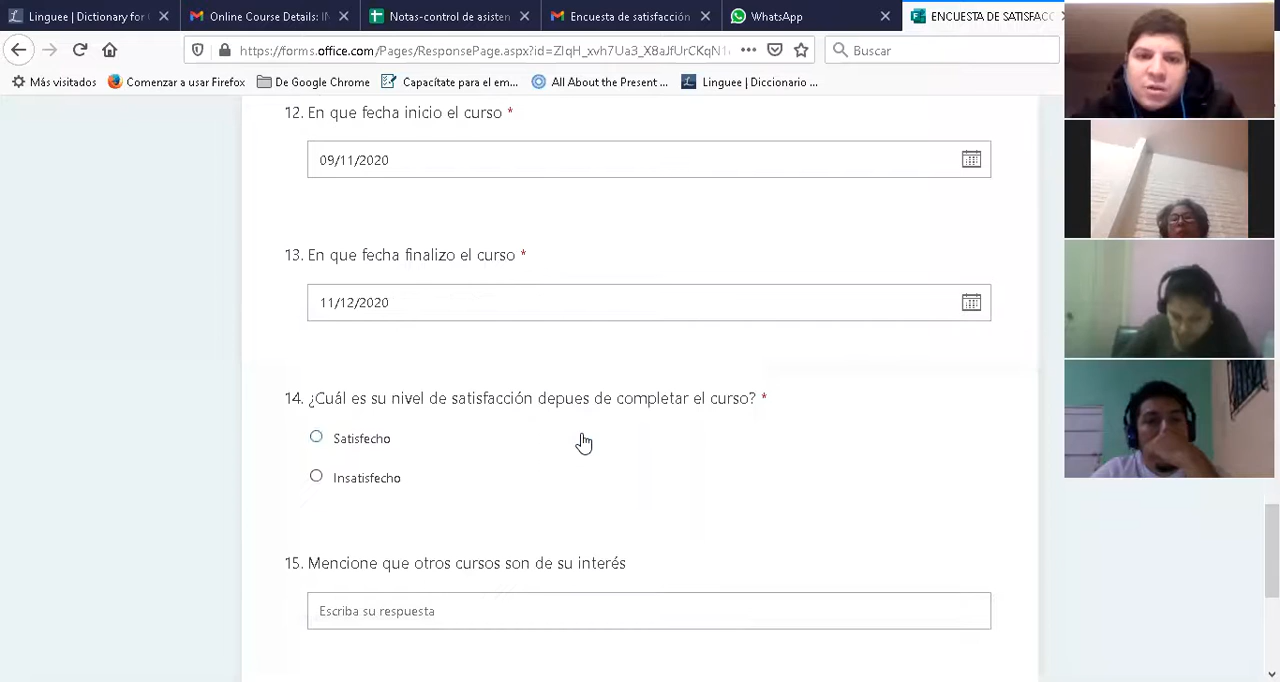 Linguee | Dictionary for
Online Course Details: I
Notas-control de asisten
Encuesta de satisfacción
WhatsApp
ENCUESTA DE SATISFAC
https://forms.office.com/Pages/ResponsePage.aspx?id=ZIqH_xvh7Ua3_X8aJfUrCKqN1
Buscar
Más visitados
Comenzar a usar Firefox
De Google Chrome
Capacítate para el em...
All About the Present ...
Linguee | Diccionario ...
12. En que fecha inicio el curso *
09/11/2020
13. En que fecha finalizo el curso *
11/12/2020
14. ¿Cuál es su nivel de satisfacción depues de completar el curso? *
Satisfecho
Insatisfecho
15. Mencione que otros cursos son de su interés
Escriba su respuesta